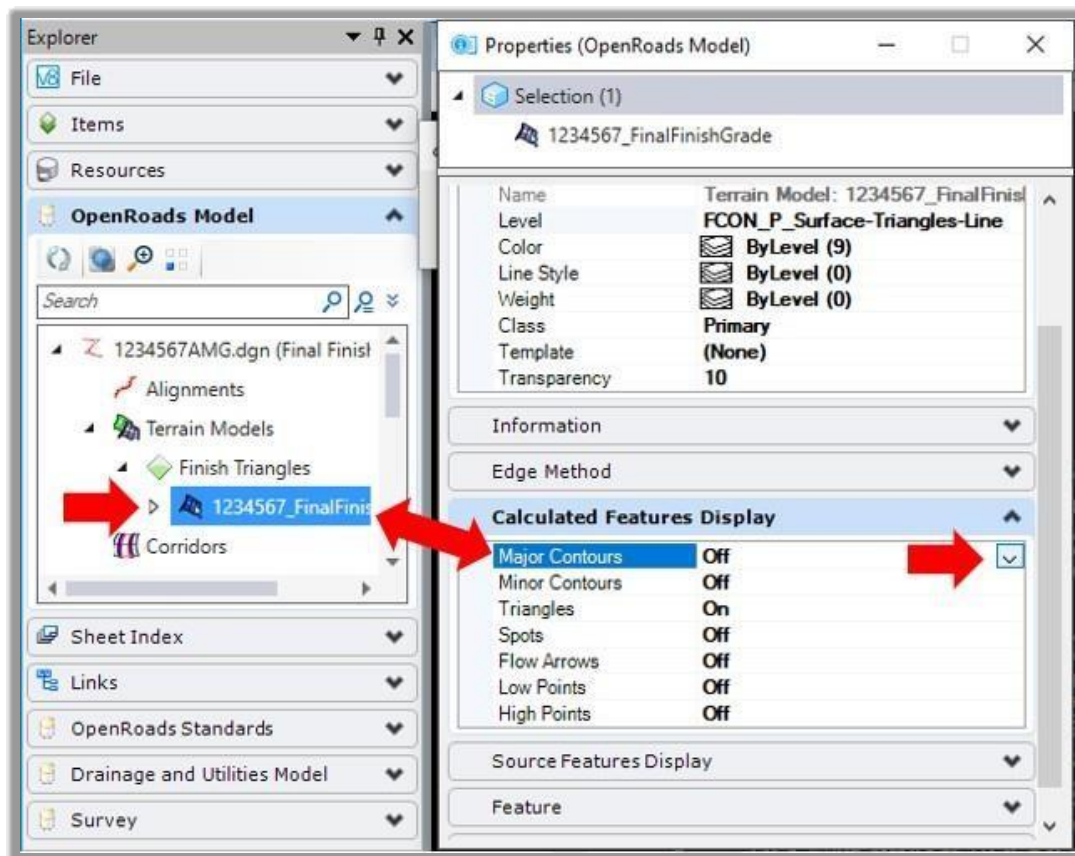 Explorer
File
Items
Resources
OpenRoads Model
Search
1234567AMG.dgn (Final Finish
Alignments
Terrain Models
Finish Triangles
1234567_FinalFinis
Corridors
Sheet Index
Links
OpenRoads Standards
Drainage and Utilities Model
Survey
Properties (OpenRoads Model)
Selection (1)
1234567_FinalFinishGrade
Name Terrain Model: 1234567_FinalFinisl
Level FCON_P_Surface-Triangles-Line
Color ByLevel (9)
Line Style ByLevel (0)
Weight ByLevel (0)
Class Primary
Template (None)
Transparency 10
Information
Edge Method
Calculated Features Display
Major Contours Off
Minor Contours Off
Triangles On
Spots Off
Flow Arrows Off
Low Points Off
High Points Off
Source Features Display
Feature